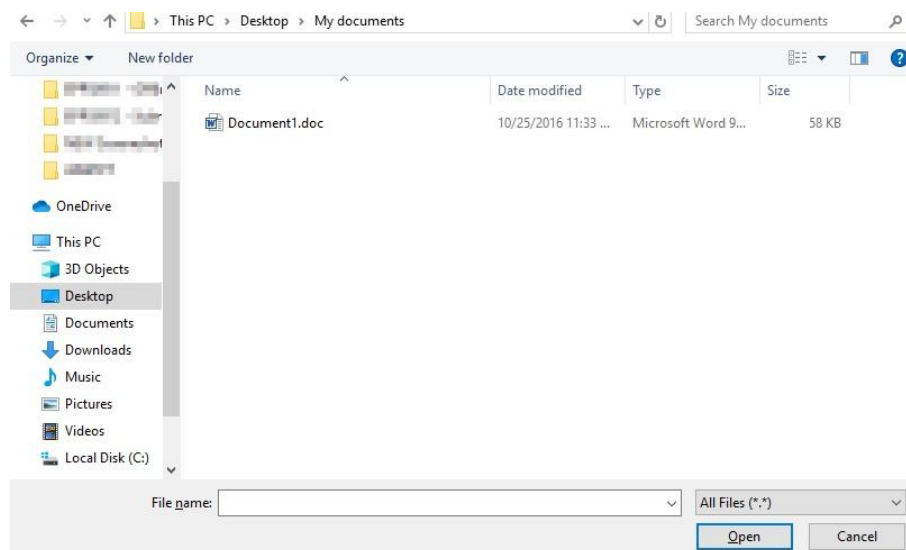 This PC > Desktop > My documents
Search My documents
Organize
New folder
Name
Date modified
Type
Size
Document1.doc
10/25/2016 11:33 ...
Microsoft Word 9...
58 KB
OneDrive
This PC
3D Objects
Desktop
Documents
Downloads
Music
Pictures
Videos
Local Disk (C:)
File name:
All Files (*.*)
Open
Cancel